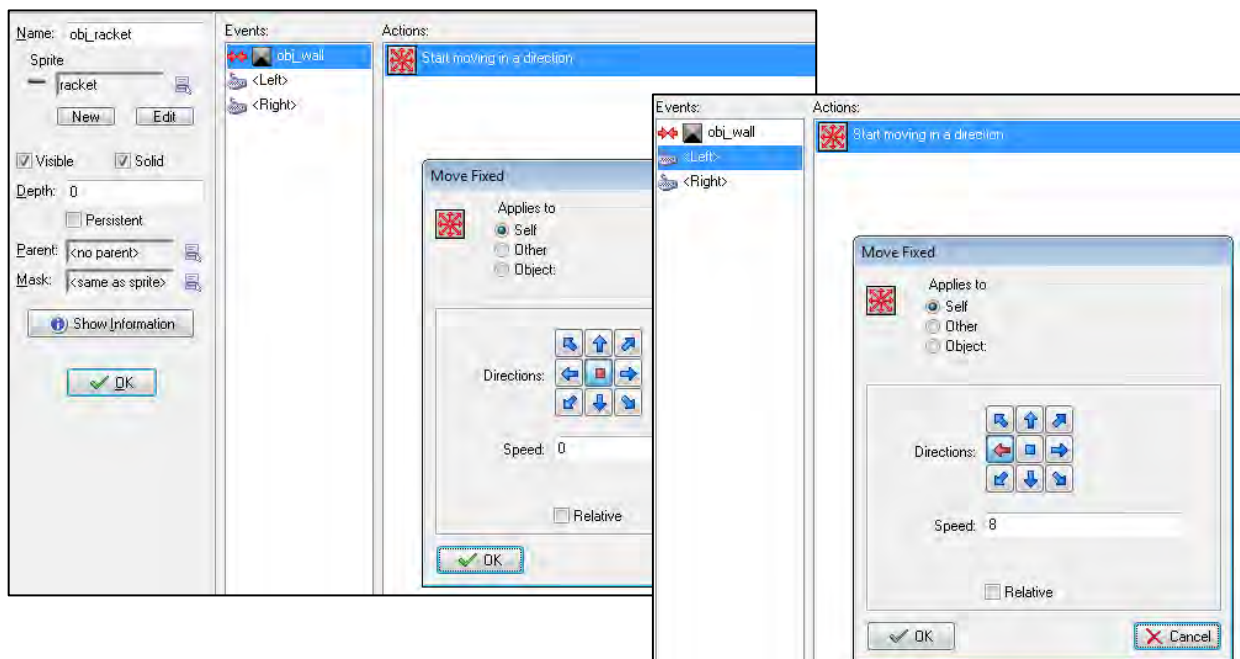 Name: obj_racket
Sprite
racket
New Edit
Visible Solid
Depth: 0
Persistent
Parent: <no parent>
Mask: <same as sprite>
Show Information
OK
Events:
obj_wall
<Left>
<Right>
Actions:
Start moving in a direction
Move Fixed
Applies to
Self
Other
Object:
Directions:
Speed: 0
Relative
OK
Events:
obj_wall
<Left>
<Right>
Actions:
Start moving in a direction
Move Fixed
Applies to
Self
Other
Object:
Directions:
Speed: 8
Relative
OK Cancel